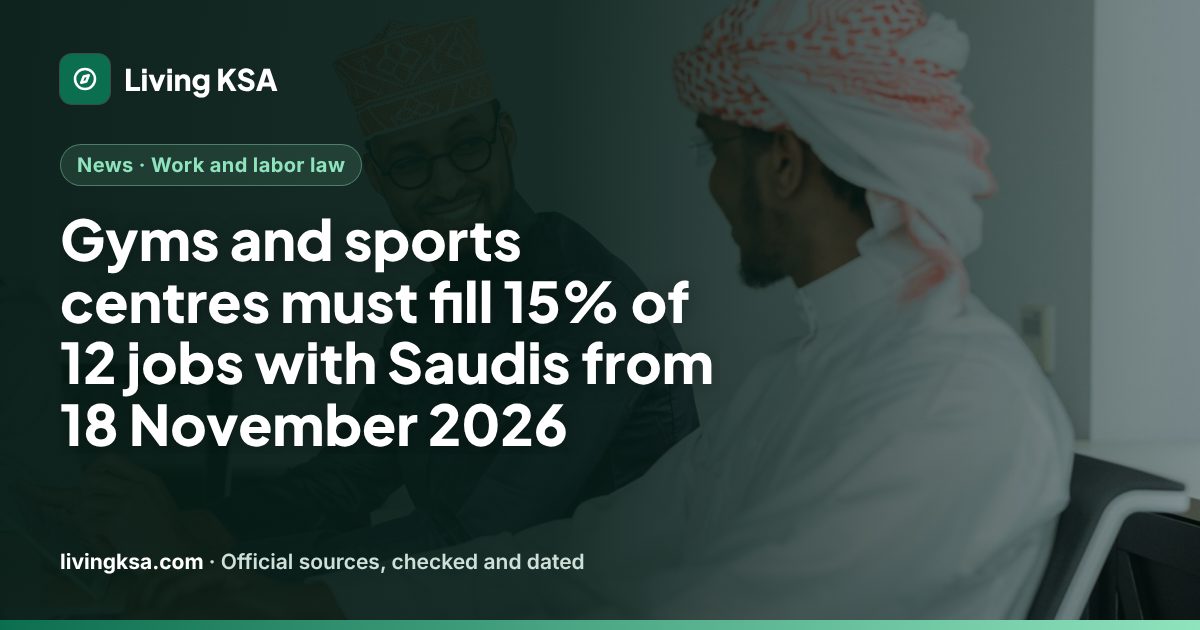 Living KSA
News · Work and labor law
Gyms and sports
centres must fill 15% of
12 jobs with Saudis from
18 November 2026
livingksa.com · Official sources, checked and dated